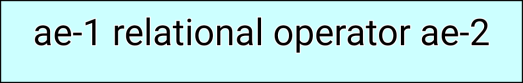 ae-1 relational operator ae-2